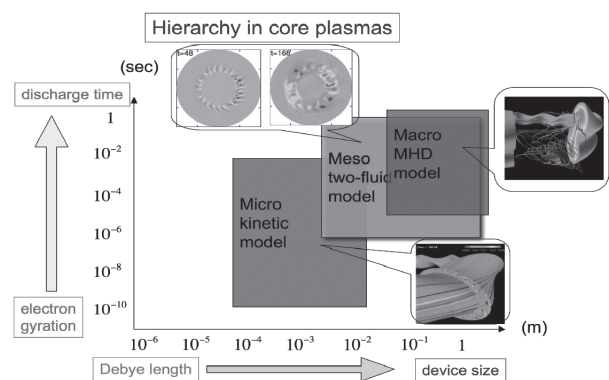 Hierarchy in core plasmas
(sec)
t=48
t=168
discharge time
1
10⁻²
10⁻⁴
10⁻⁶
10⁻⁸
10⁻¹⁰
electron
gyration
Micro
kinetic
model
Meso
two-fluid
model
Macro
MHD
model
10⁻⁶
10⁻⁵
10⁻⁴
10⁻³
10⁻²
10⁻¹
1
(m)
Debye length
device size